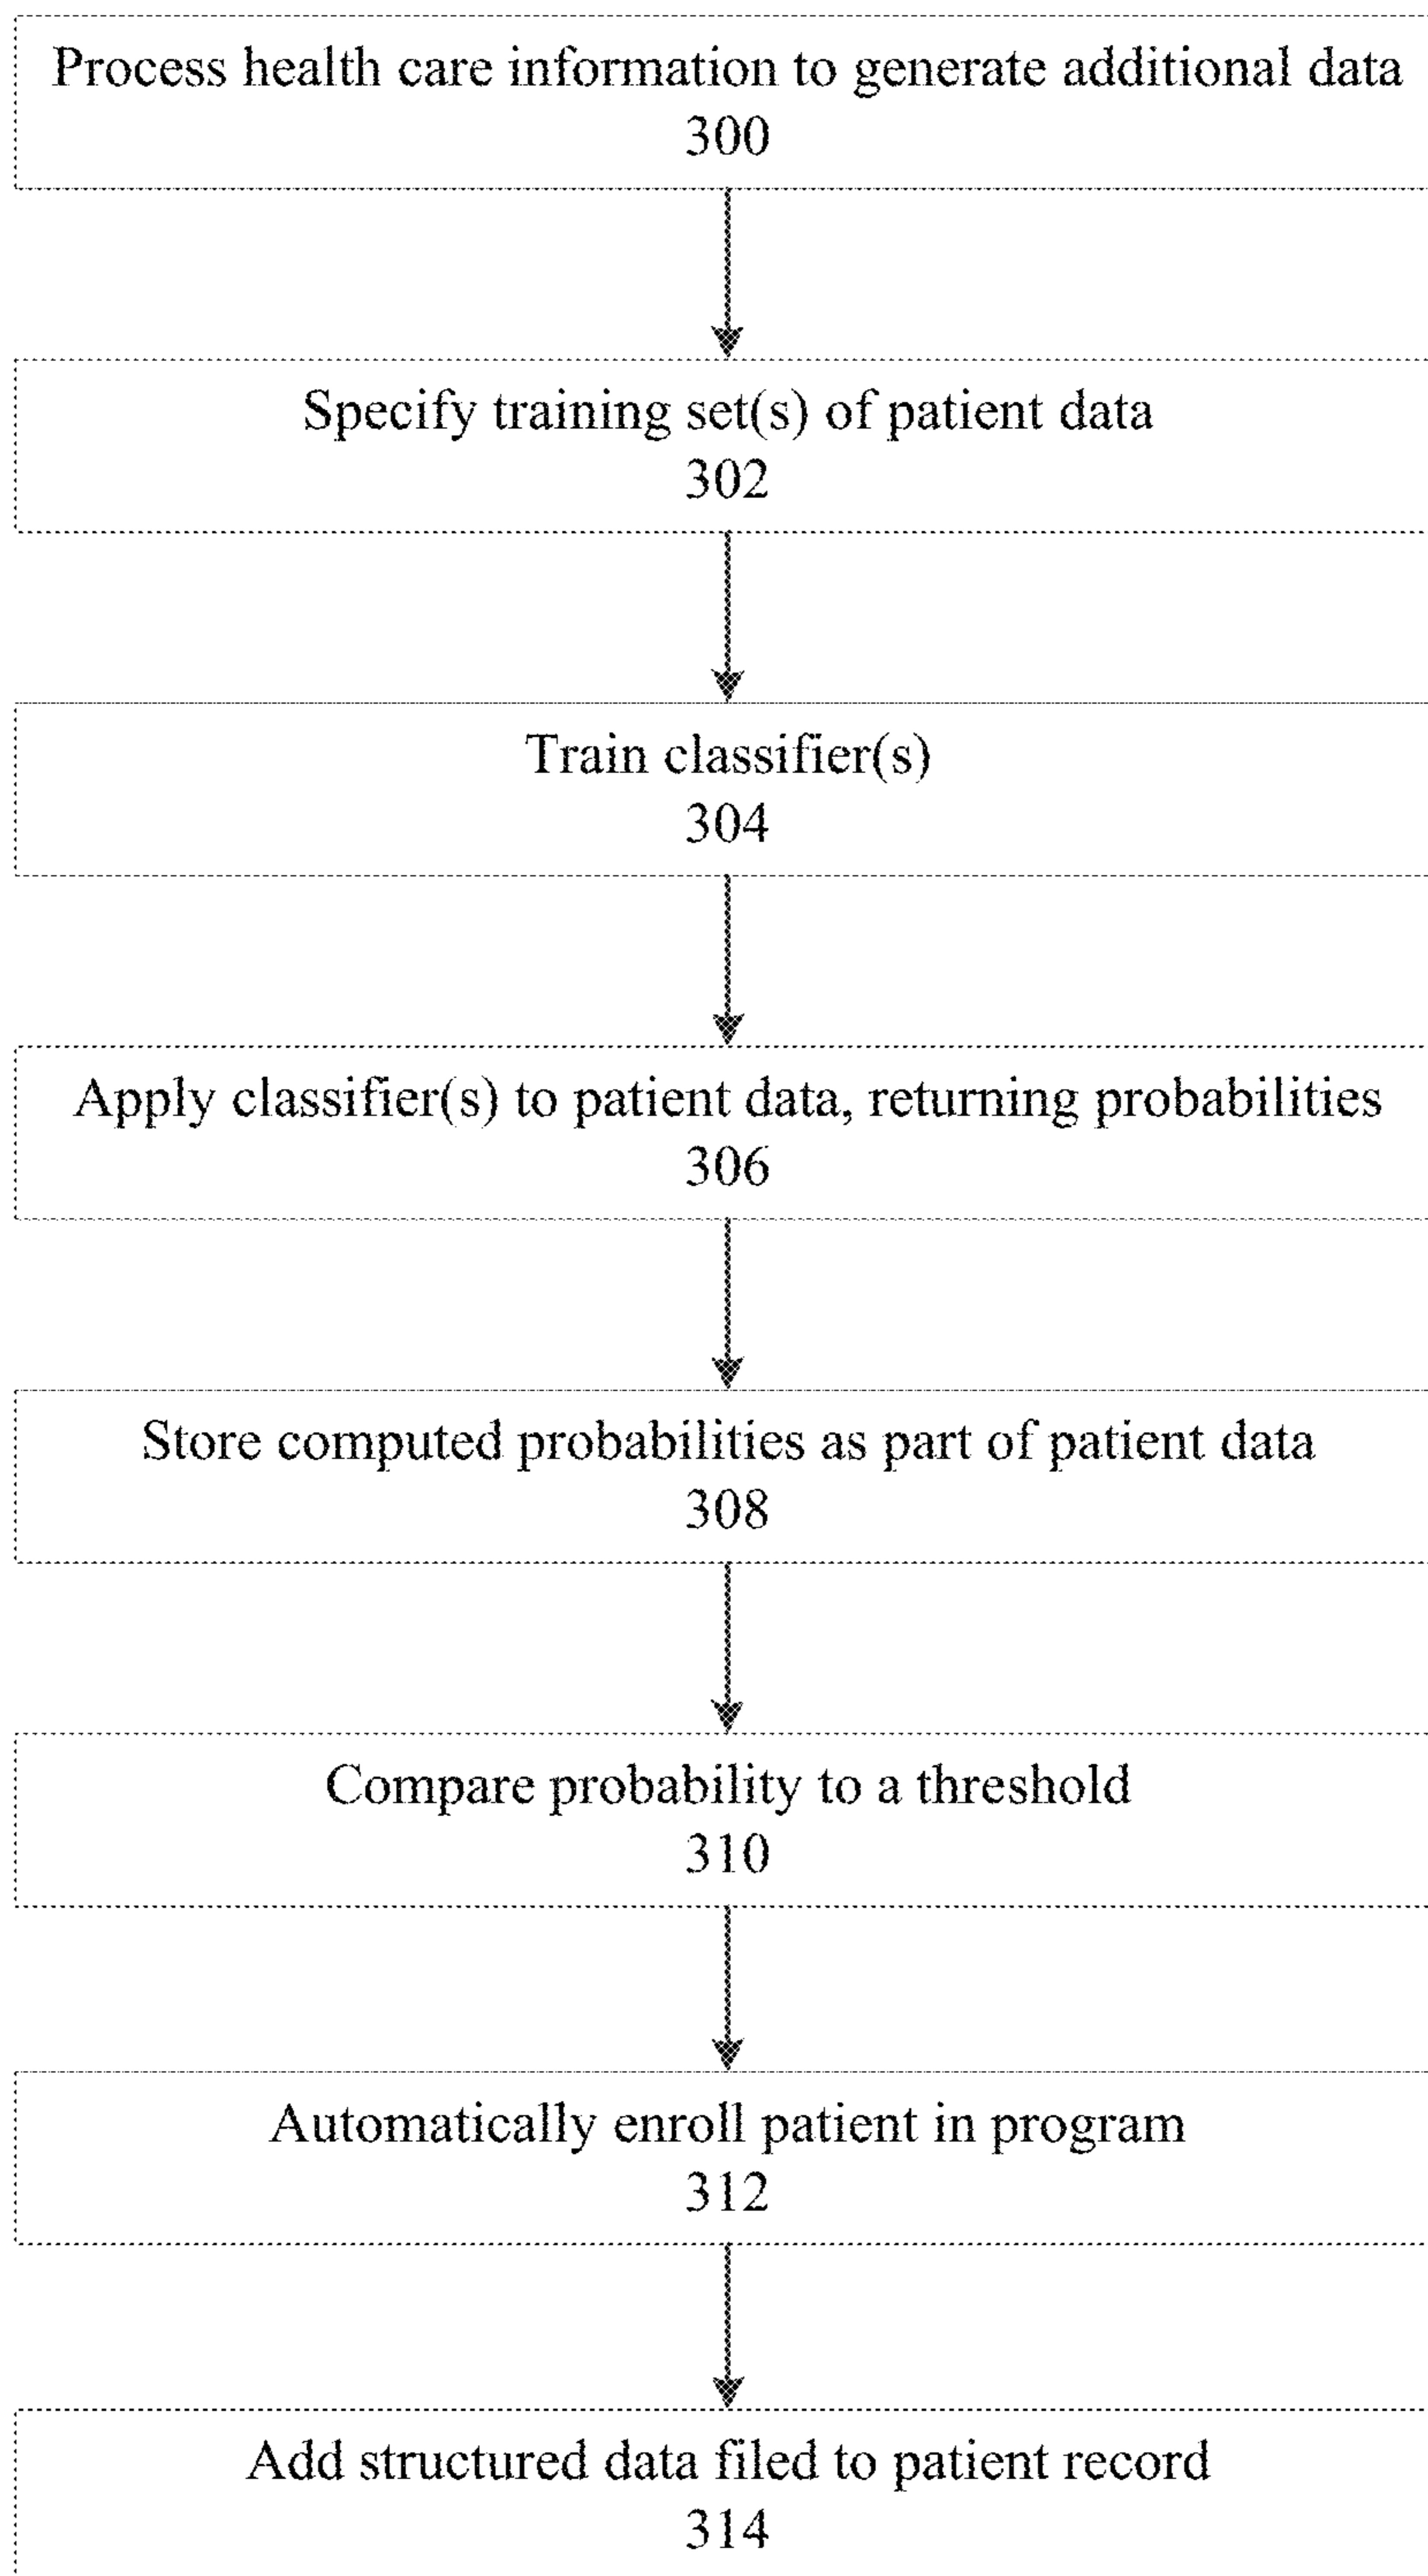 Process health care information to generate additional data
300
Specify training set(s) of patient data
302
Train classifier(s)
304
Apply classifier(s) to patient data, returning probabilities
306
Store computed probabilities as part of patient data
308
Compare probability to a threshold
310
Automatically enroll patient in program
312
Add structured data filed to patient record
314